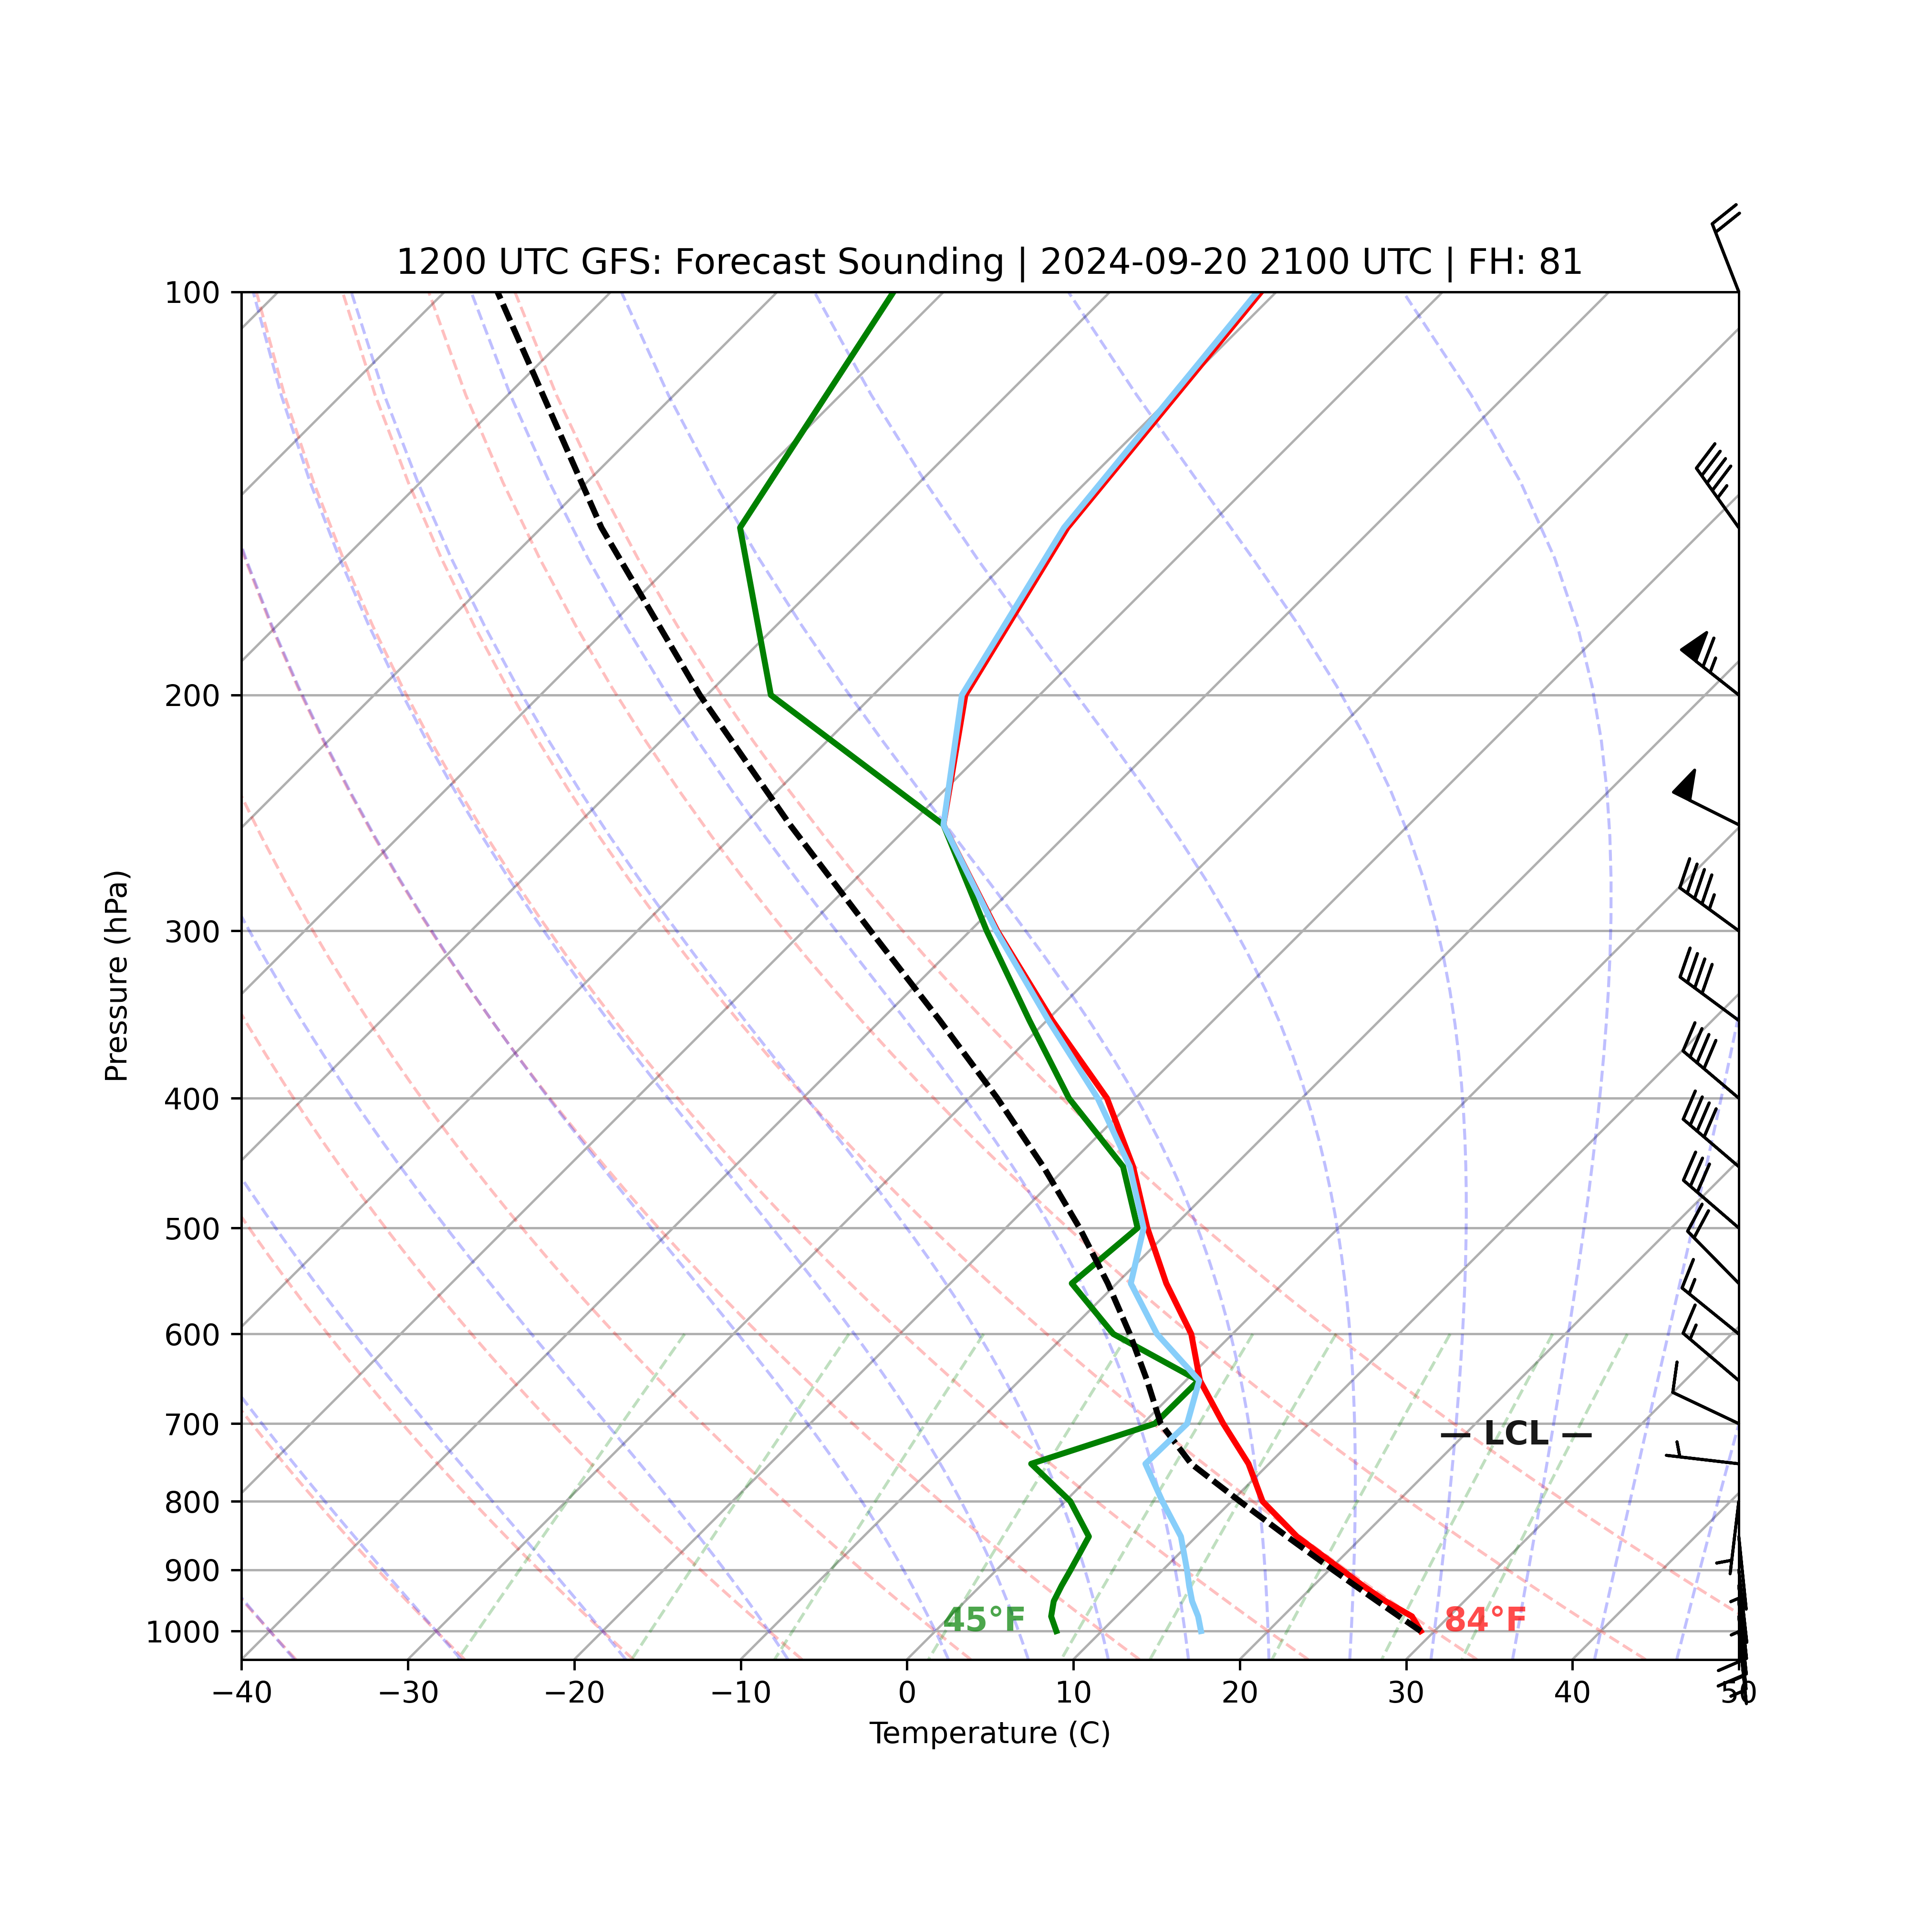 1200 UTC GFS: Forecast Sounding | 2024-09-20 2100 UTC | FH: 81
100
200
300
400
500
600
700
800
900
1000
Pressure (hPa)
— LCL —
45°F
84°F
−40 −30 −20 −10 0 10 20 30 40 50
Temperature (C)